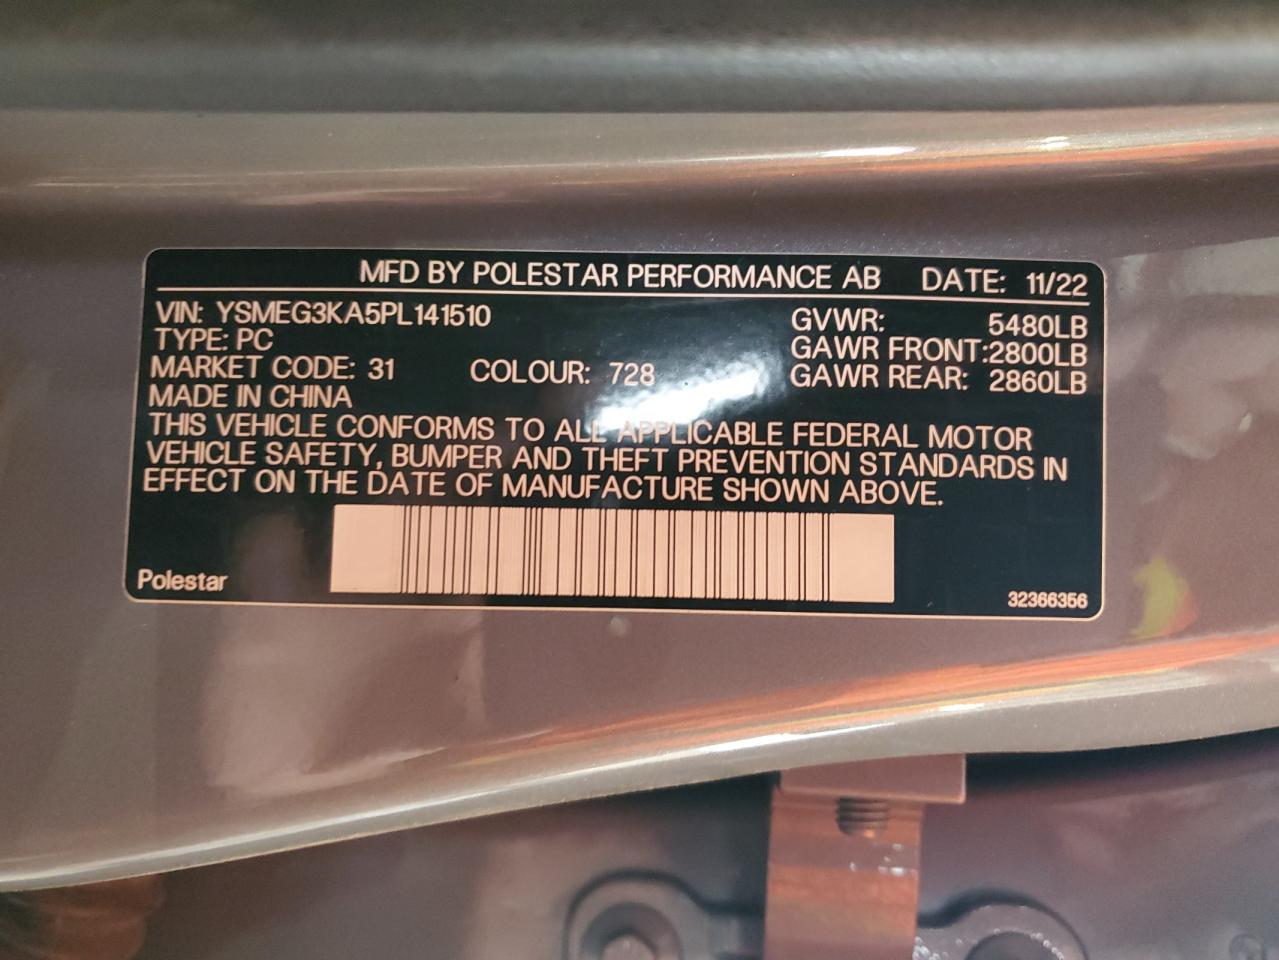 MFD BY POLESTAR PERFORMANCE AB DATE: 11/22
VIN: YSMEG3KA5PL141510 GVWR: 5480LB
TYPE: PC GAWR FRONT:2800LB
MARKET CODE: 31 COLOUR: 728 GAWR REAR: 2860LB
MADE IN CHINA
THIS VEHICLE CONFORMS TO ALL APPLICABLE FEDERAL MOTOR
VEHICLE SAFETY, BUMPER AND THEFT PREVENTION STANDARDS IN
EFFECT ON THE DATE OF MANUFACTURE SHOWN ABOVE.
Polestar 32366356